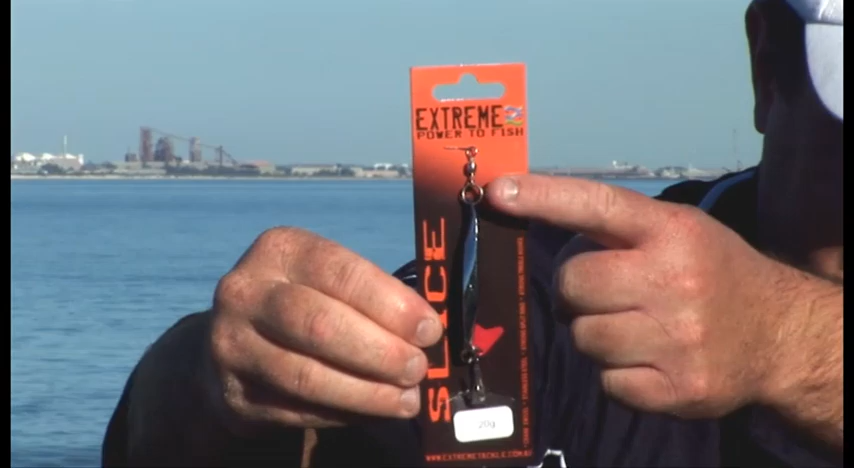 EXTREME
POWER TO FISH
SLICE
20g
WWW.EXTREMETACKLE.COM.AU